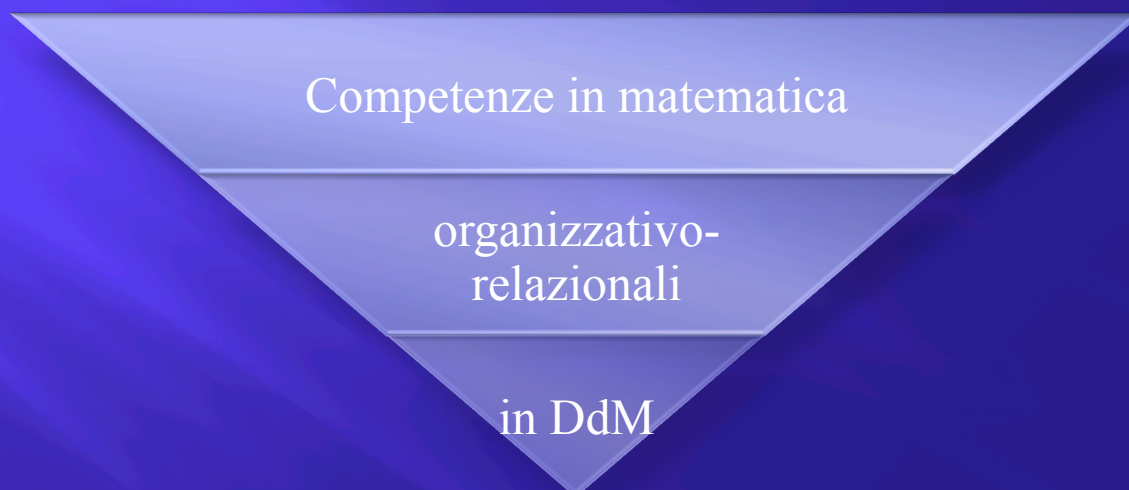 Competenze in matematica
organizzativo-
relazionali
in DdM